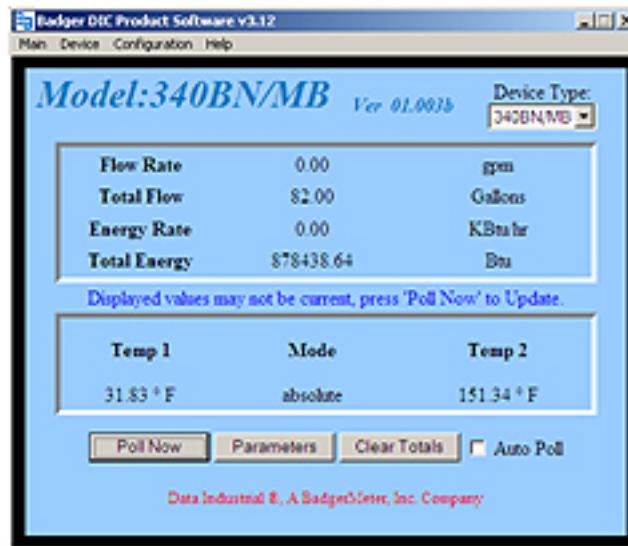 Badger DIC Product Software v3.12
Main Device Configuration Help
Model:340BN/MB Ver 01.003b
Device Type:
340BN/MB
Flow Rate 0.00 gpm
Total Flow 82.00 Gallons
Energy Rate 0.00 KBtu/hr
Total Energy 878438.64 Btu
Displayed values may not be current, press 'Poll Now' to Update.
Temp 1 Mode Temp 2
31.83 ° F absolute 151.34 ° F
Poll Now Parameters Clear Totals Auto Poll
Data Industrial ®, A BadgerMeter, Inc. Company